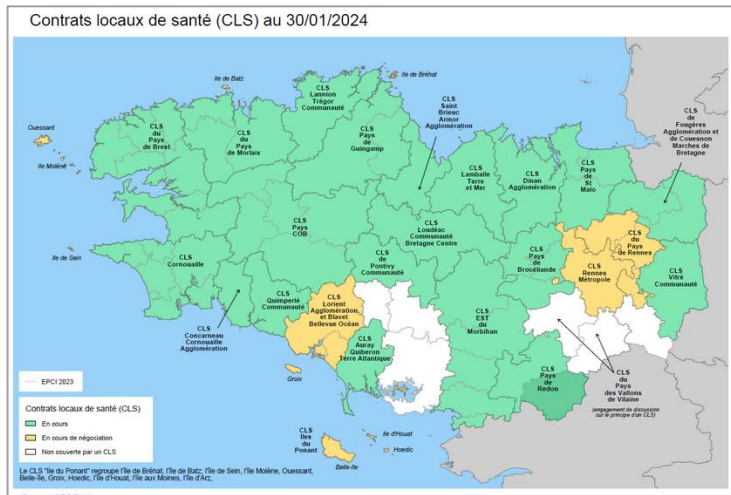 Contrats locaux de santé (CLS) au 30/01/2024
Ile de Batz
CLS
Lannion
Trégor
Communauté
Ile de Bréhat
CLS
Saint
Brieuc
Armor
Agglomération
CLS
de
Fougères
Agglomération et
de Couesnon
Marches de
Bretagne
Ouessant
Ile Molène
CLS
du
Pays
de Brest
CLS
du
Pays
de Morlaix
CLS
Pays
de
Guingamp
CLS
Lamballe
Terre
et Mer
CLS
Dinan
Agglomération
CLS
Pays
de
St
Malo
Ile de Sein
CLS
Pays
COB
CLS
Loudéac
Communauté
Bretagne Centre
CLS
du Pays
de Rennes
CLS
Cornouaille
CLS
de
Pontivy
Communauté
CLS
Pays
de
Brocéliande
CLS
Rennes
Métropole
CLS
Vitré
Communauté
CLS
Quimperlé
Communauté
CLS
Lorient
Agglomération
et Blavet
Bellevue Océan
CLS
EST
du
Morbihan
CLS
Concarneau
Cornouaille
Agglomération
CLS
Auray
Quiberon
Terre Atlantique
CLS
Pays
de
Redon
CLS
du
Pays
des Vallons
de Vilaine
(engagement de discussion
sur le principe d'un CLS)
Groix
CLS
Iles
du
Ponant
Ile d'Houat
Hoedic
Belle-Ile
EPCI 2023
Contrats locaux de santé (CLS)
En cours
En cours de négociation
Non couverte par un CLS
Le CLS "Ile du Ponant" regroupe l'île de Bréhat, île de Batz, l'île de Sein, l'île Molène, Ouessant,
Belle-île, Groix, Hoedic, l'île d'Houat, l'île aux Moines, l'île d'Arz,